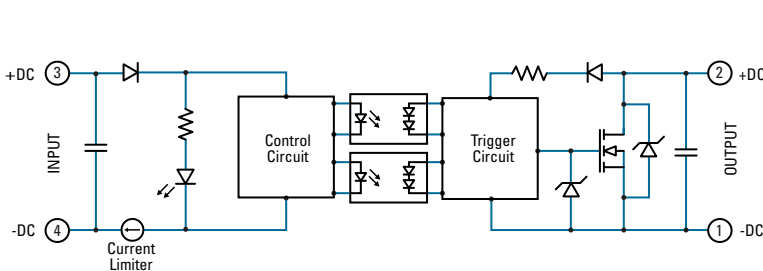 +DC 3
2 +DC
INPUT
Control
Circuit
Trigger
Circuit
OUTPUT
-DC 4
1 -DC
Current
Limiter